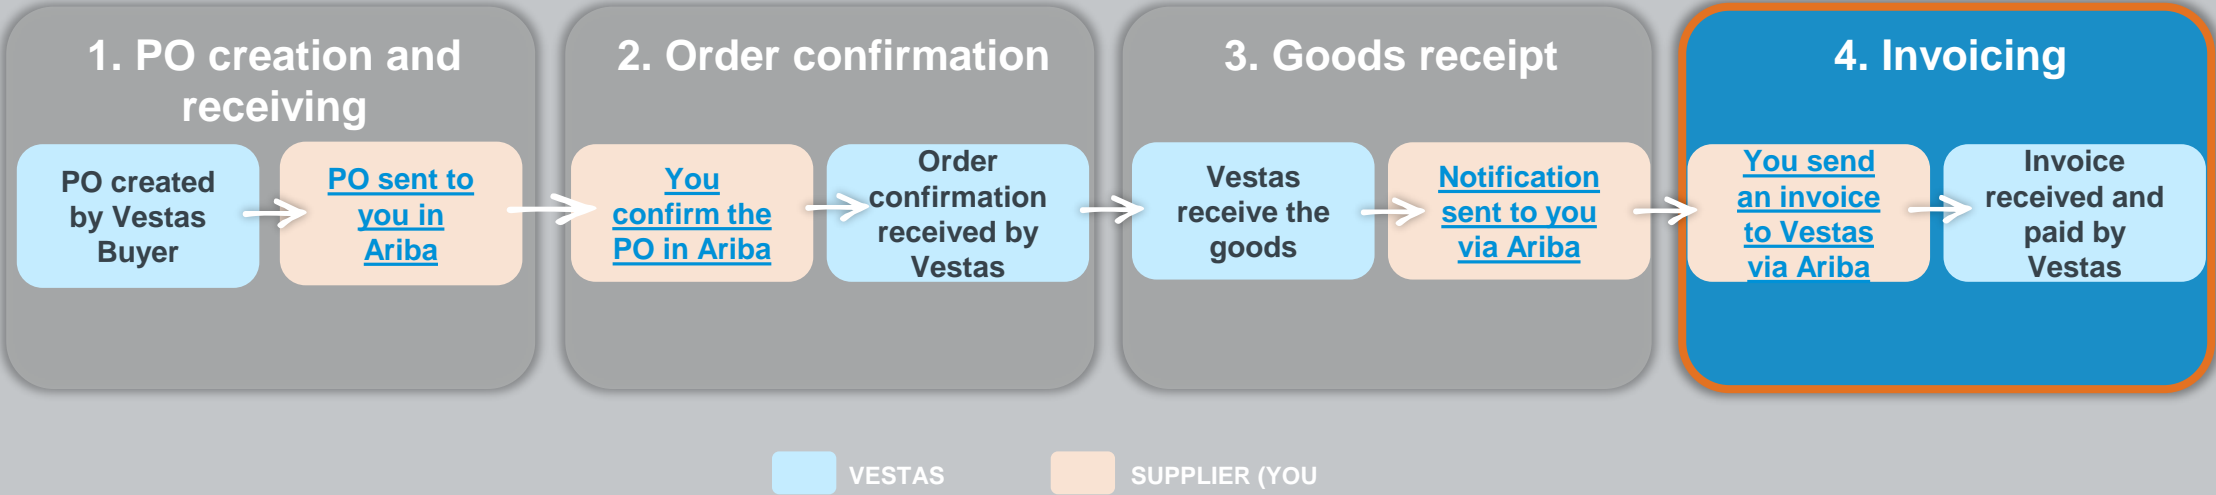 1. PO creation and
receiving
PO created
by Vestas
Buyer
PO sent to
you in
Ariba
2. Order confirmation
You
confirm the
PO in Ariba
Order
confirmation
received by
Vestas
3. Goods receipt
Vestas
receive the
goods
Notification
sent to you
via Ariba
4. Invoicing
You send
an invoice
to Vestas
via Ariba
Invoice
received and
paid by
Vestas
VESTAS
SUPPLIER (YOU